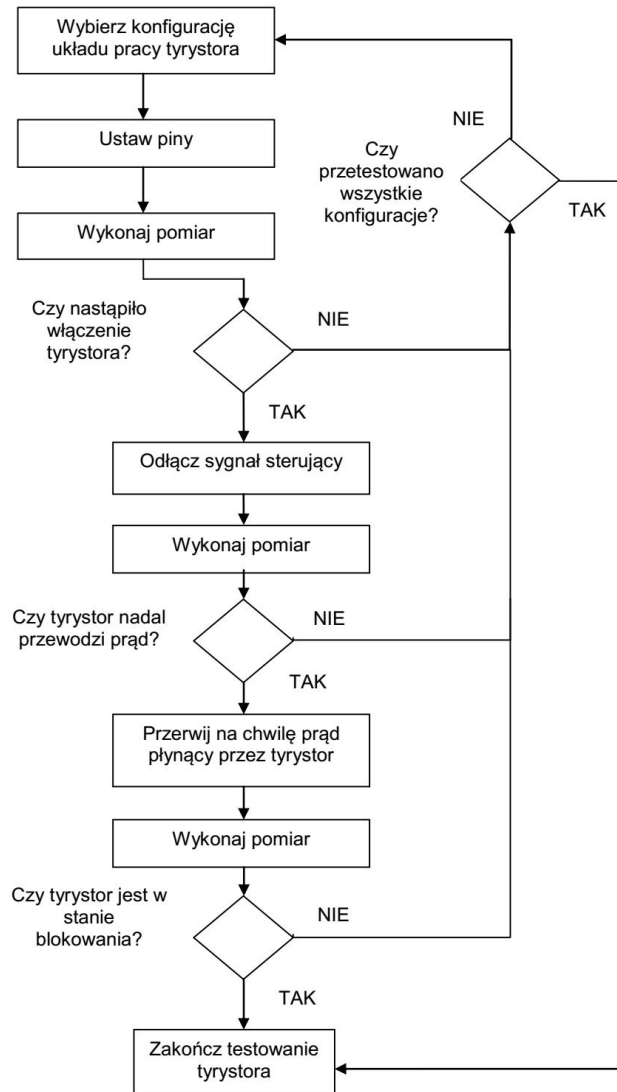 Wybierz konfigurację
układu pracy tyrystora
NIE
Ustaw piny
Czy
przetestowano
wszystkie
konfiguracje?
TAK
Wykonaj pomiar
Czy nastąpiło
włączenie
tyrystora?
NIE
TAK
Odłącz sygnał sterujący
Wykonaj pomiar
Czy tyrystor nadal
przewodzi prąd?
NIE
TAK
Przerwij na chwilę prąd
płynący przez tyrystor
Wykonaj pomiar
Czy tyrystor jest w
stanie
blokowania?
NIE
TAK
Zakończ testowanie
tyrystora